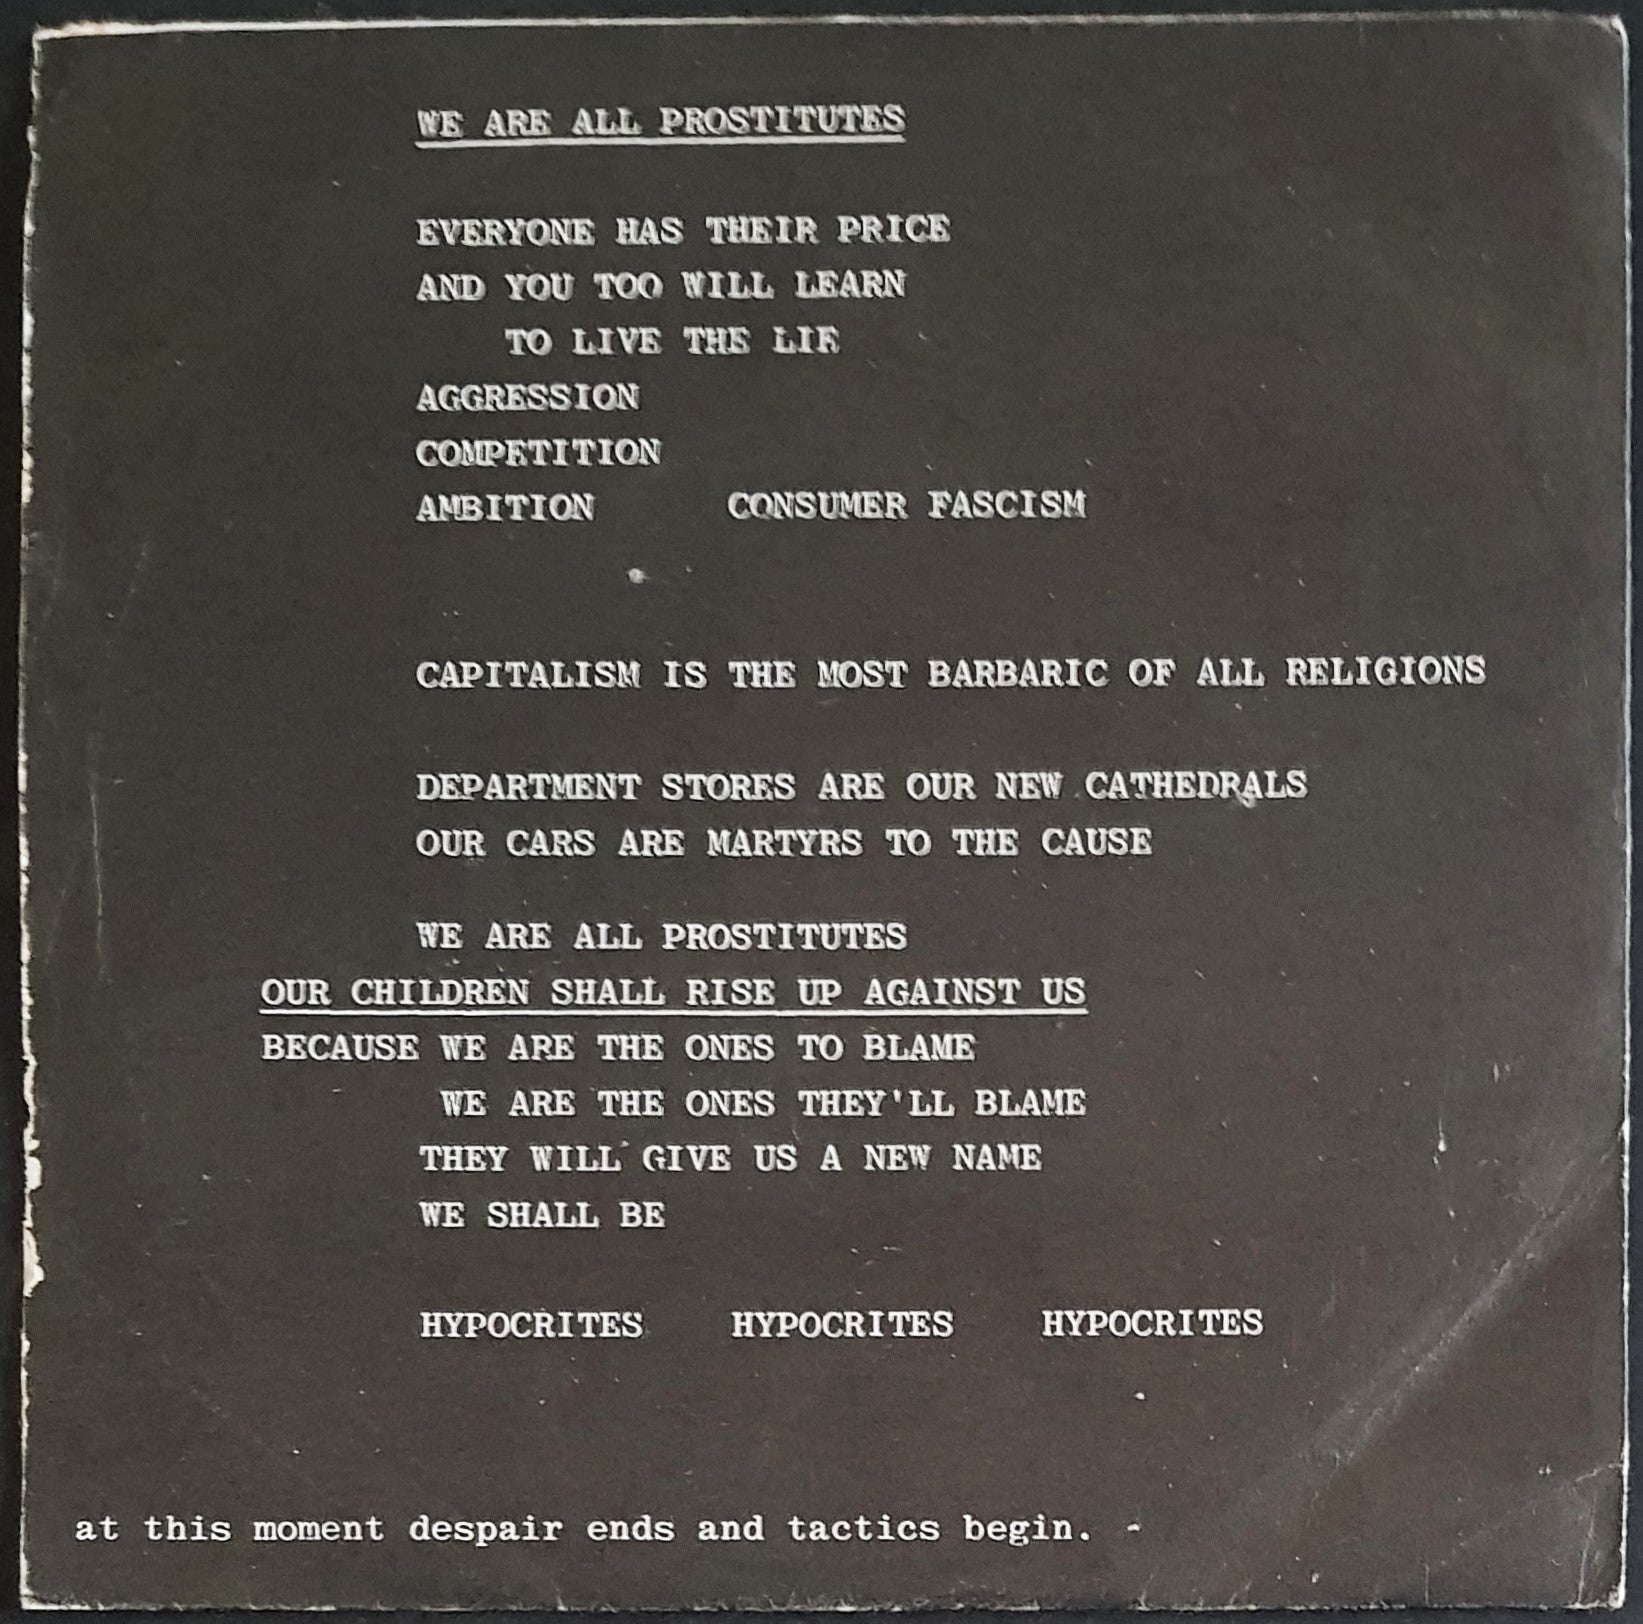 WE ARE ALL PROSTITUTES
EVERYONE HAS THEIR PRICE
AND YOU TOO WILL LEARN
TO LIVE THE LIE
AGGRESSION
COMPETITION
AMBITION CONSUMER FASCISM
CAPITALISM IS THE MOST BARBARIC OF ALL RELIGIONS
DEPARTMENT STORES ARE OUR NEW CATHEDRALS
OUR CARS ARE MARTYRS TO THE CAUSE
WE ARE ALL PROSTITUTES
OUR CHILDREN SHALL RISE UP AGAINST US
BECAUSE WE ARE THE ONES TO BLAME
WE ARE THE ONES THEY'LL BLAME
THEY WILL GIVE US A NEW NAME
WE SHALL BE
HYPOCRITES HYPOCRITES HYPOCRITES
at this moment despair ends and tactics begin. -